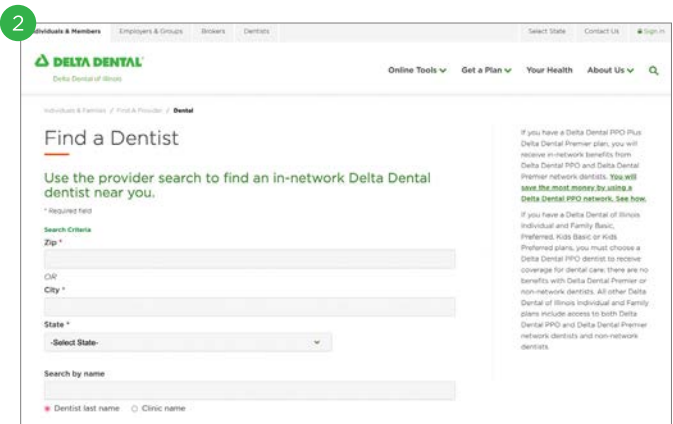 2
Individuals & Members Employers & Groups Brokers Dentists Select State Contact Us Sign In
DELTA DENTAL
Delta Dental of Illinois
Online Tools Get a Plan Your Health About Us
Individuals & Families / Find A Provider / Dental
Find a Dentist
Use the provider search to find an in-network Delta Dental
dentist near you.
* Required field
Search Criteria
Zip *
OR
City *
State *
-Select State-
Search by name
Dentist last name Clinic name
If you have a Delta Dental PPO Plus
Delta Dental Premier plan, you will
receive in-network benefits from
Delta Dental PPO and Delta Dental
Premier network dentists. You will
save the most money by using a
Delta Dental PPO network. See how.
If you have a Delta Dental of Illinois
Individual and Family Basic,
Preferred, Kids Basic or Kids
Preferred plans, you must choose a
Delta Dental PPO dentist to receive
coverage for dental care; there are no
benefits with Delta Dental Premier or
non-network dentists. All other Delta
Dental of Illinois Individual and Family
plans include access to both Delta
Dental PPO and Delta Dental Premier
network dentists and non-network
dentists.